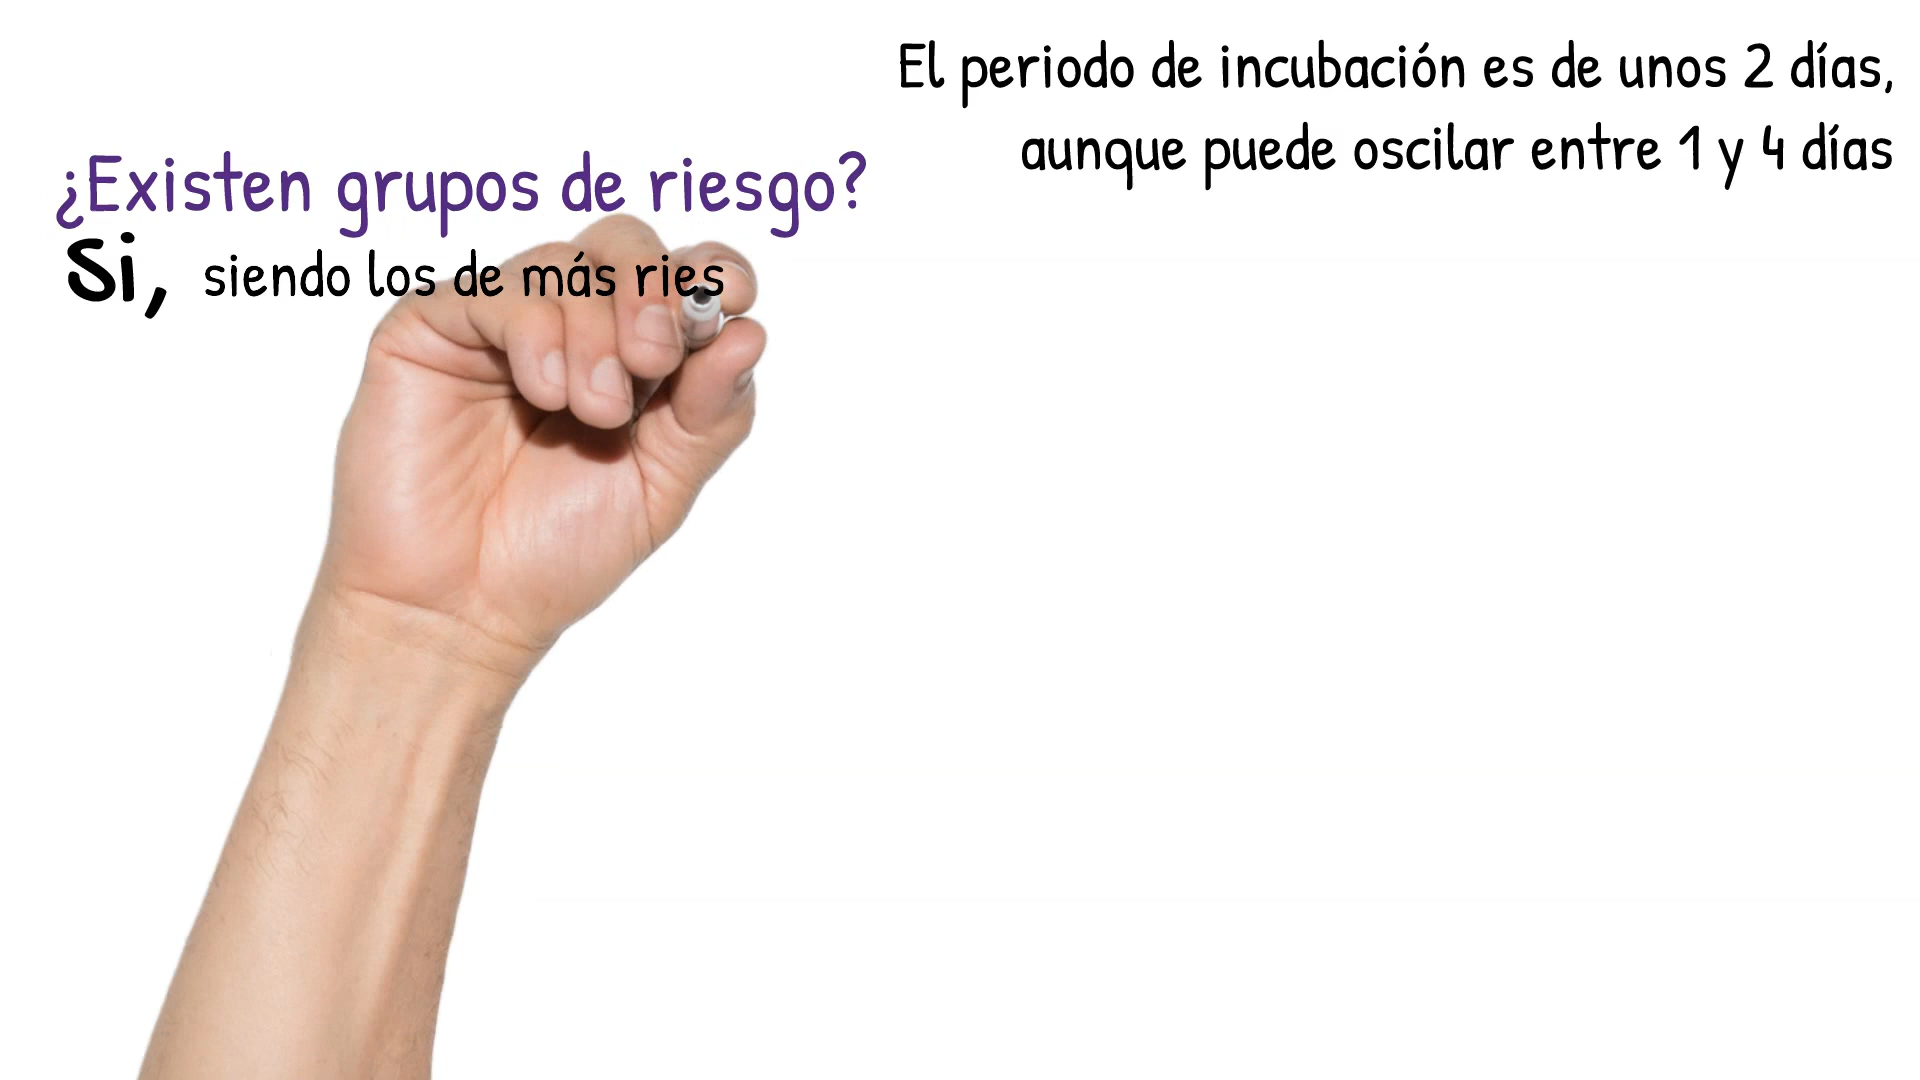 El periodo de incubación es de unos 2 días,
aunque puede oscilar entre 1 y 4 días
¿Existen grupos de riesgo?
Si, siendo los de más ries